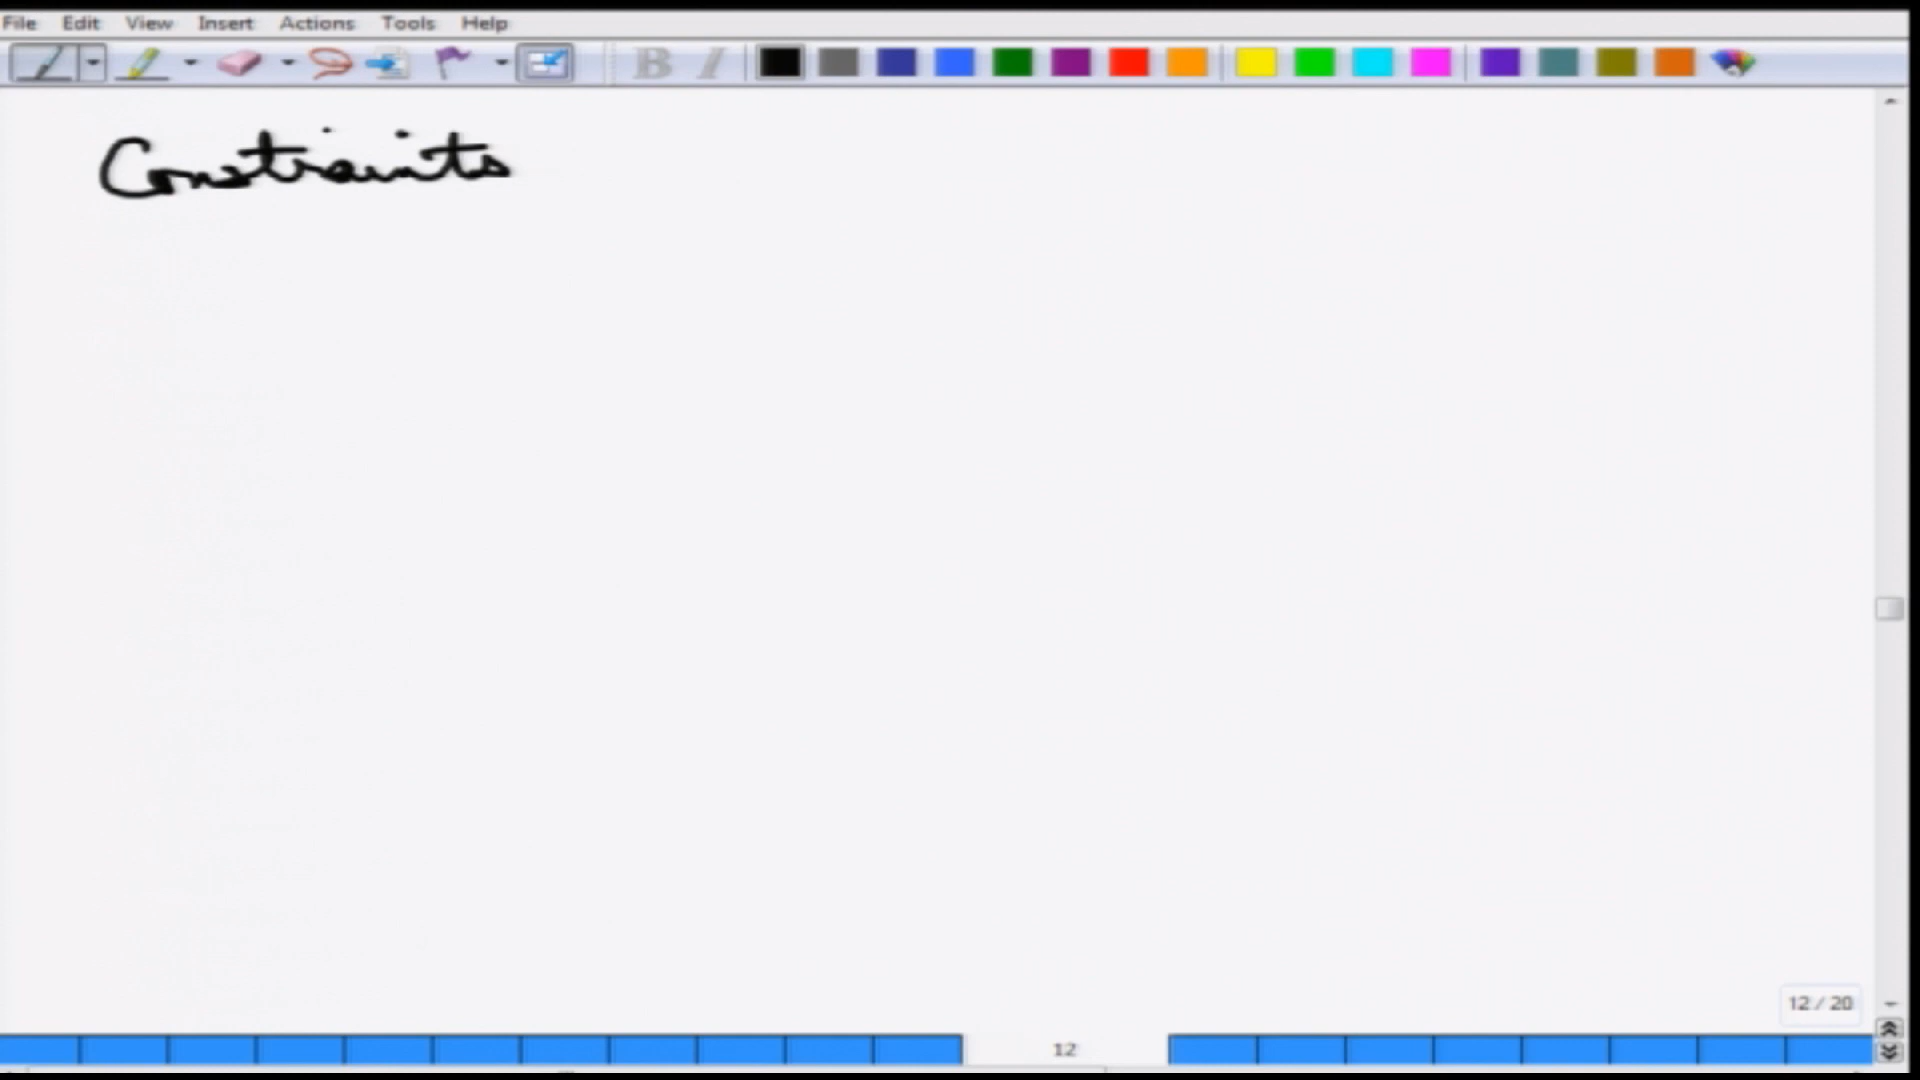 File Edit View Insert Actions Tools Help
B I
Constraints
12 / 20
12